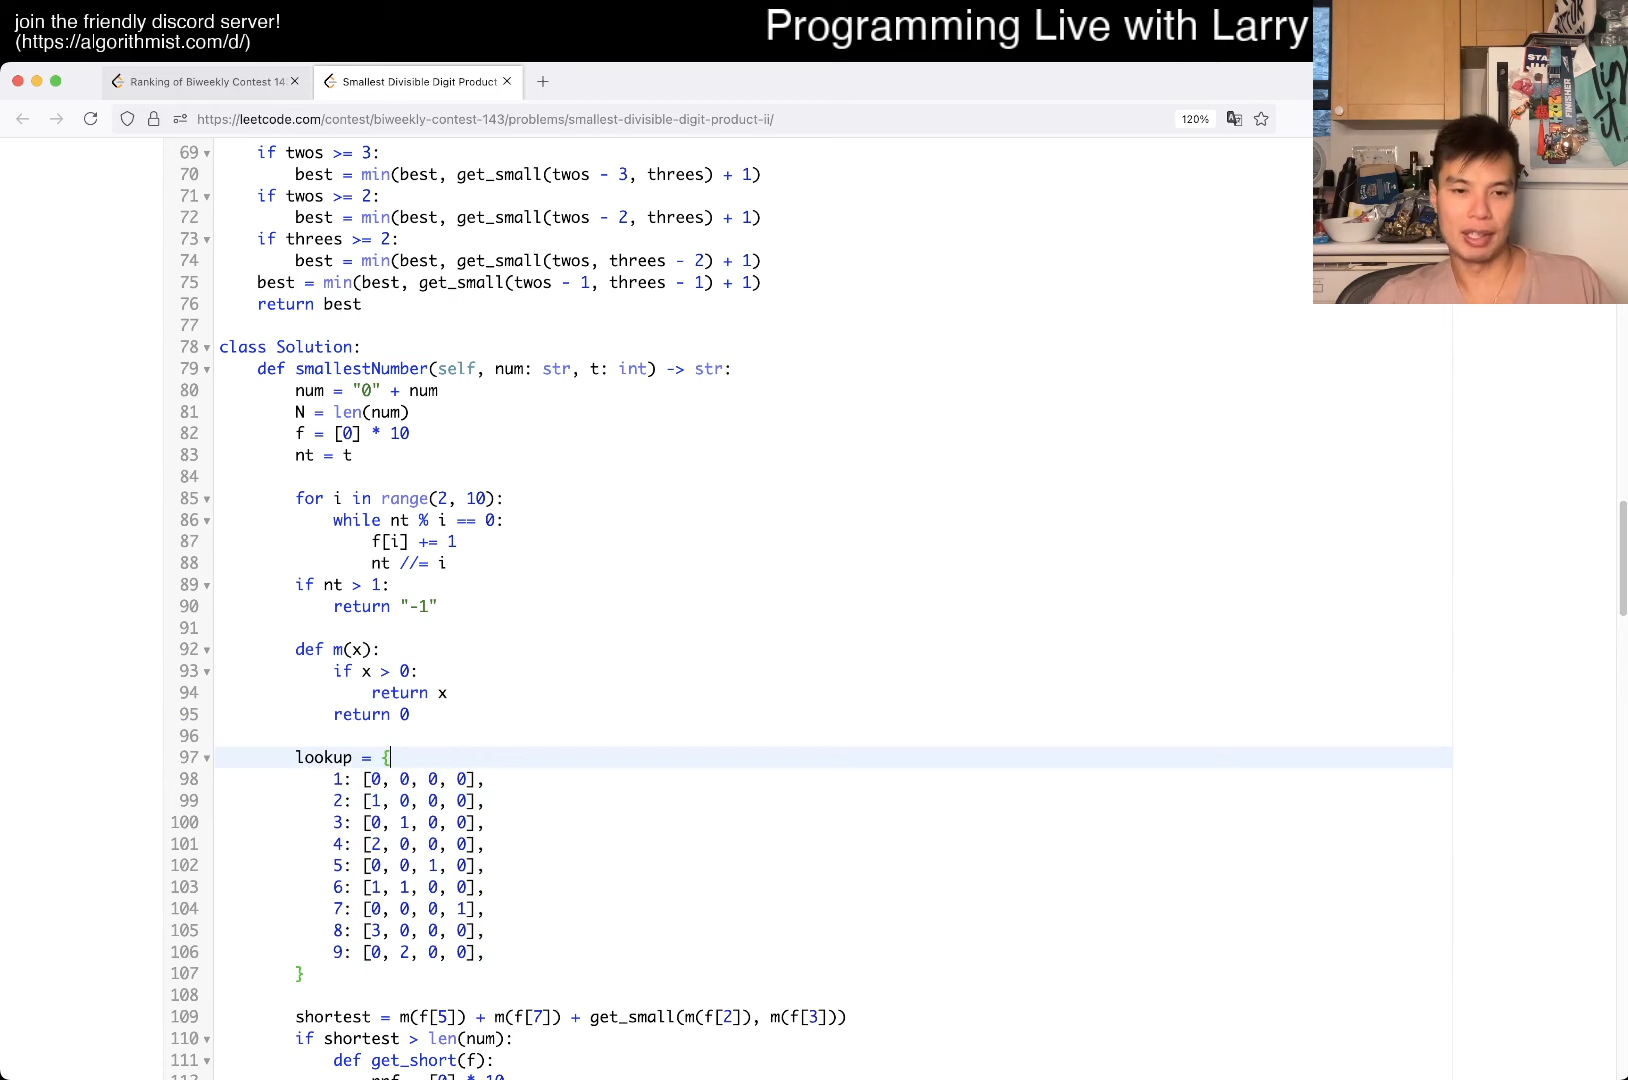 join the friendly discord server!
(https://algorithmist.com/d/)
Programming Live with Larry
Ranking of Biweekly Contest 14
Smallest Divisible Digit Product
https://leetcode.com/contest/biweekly-contest-143/problems/smallest-divisible-digit-product-ii/
120%
69 if twos >= 3:
70 best = min(best, get_small(twos - 3, threes) + 1)
71 if twos >= 2:
72 best = min(best, get_small(twos - 2, threes) + 1)
73 if threes >= 2:
74 best = min(best, get_small(twos, threes - 2) + 1)
75 best = min(best, get_small(twos - 1, threes - 1) + 1)
76 return best
77
78 class Solution:
79 def smallestNumber(self, num: str, t: int) -> str:
80 num = "0" + num
81 N = len(num)
82 f = [0] * 10
83 nt = t
84
85 for i in range(2, 10):
86 while nt % i == 0:
87 f[i] += 1
88 nt //= i
89 if nt > 1:
90 return "-1"
91
92 def m(x):
93 if x > 0:
94 return x
95 return 0
96
97 lookup = {
98 1: [0, 0, 0, 0],
99 2: [1, 0, 0, 0],
100 3: [0, 1, 0, 0],
101 4: [2, 0, 0, 0],
102 5: [0, 0, 1, 0],
103 6: [1, 1, 0, 0],
104 7: [0, 0, 0, 1],
105 8: [3, 0, 0, 0],
106 9: [0, 2, 0, 0],
107 }
108
109 shortest = m(f[5]) + m(f[7]) + get_small(m(f[2]), m(f[3]))
110 if shortest > len(num):
111 def get_short(f):